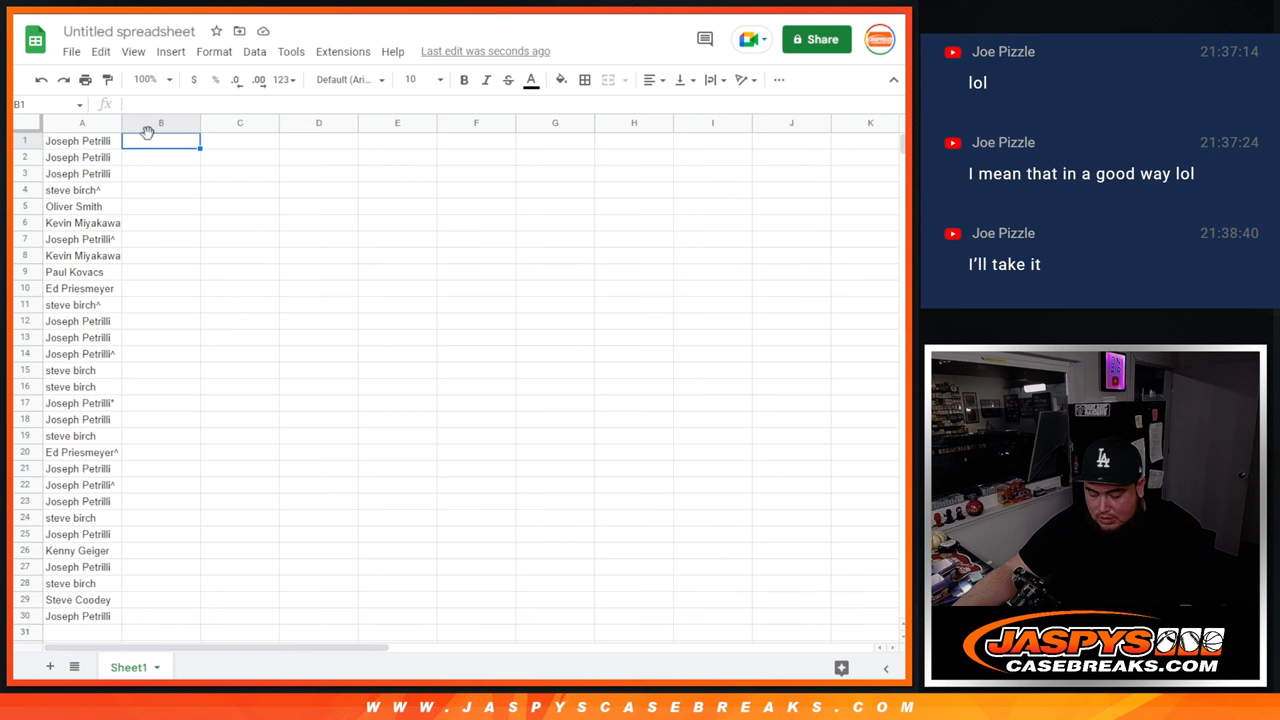 Untitled spreadsheet
File Edit View Insert Format Data Tools Extensions Help Last edit was seconds ago
Share
100% $ % .0 .00 123 Default (Ari... 10 B I S A
B1 fx
A B C D E F G H I J K
1 Joseph Petrilli
2 Joseph Petrilli
3 Joseph Petrilli
4 steve birch^
5 Oliver Smith
6 Kevin Miyakawa
7 Joseph Petrilli^
8 Kevin Miyakawa
9 Paul Kovacs
10 Ed Priesmeyer
11 steve birch^
12 Joseph Petrilli
13 Joseph Petrilli
14 Joseph Petrilli^
15 steve birch
16 steve birch
17 Joseph Petrilli*
18 Joseph Petrilli
19 steve birch
20 Ed Priesmeyer^
21 Joseph Petrilli
22 Joseph Petrilli^
23 Joseph Petrilli
24 steve birch
25 Joseph Petrilli
26 Kenny Geiger
27 Joseph Petrilli
28 steve birch
29 Steve Coodey
30 Joseph Petrilli
31
Sheet1
Joe Pizzle 21:37:14
lol
Joe Pizzle 21:37:24
I mean that in a good way lol
Joe Pizzle 21:38:40
I’ll take it
ON AIR
LA
JASPYS
CASEBREAKS.COM
WWW.JASPYSCASEBREAKS.COM